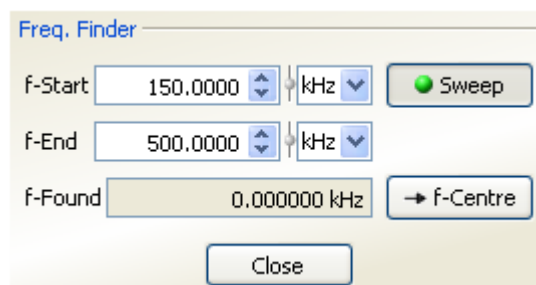 Freq. Finder
f-Start 150.0000 kHz Sweep
f-End 500.0000 kHz
f-Found 0.000000 kHz → f-Centre
Close